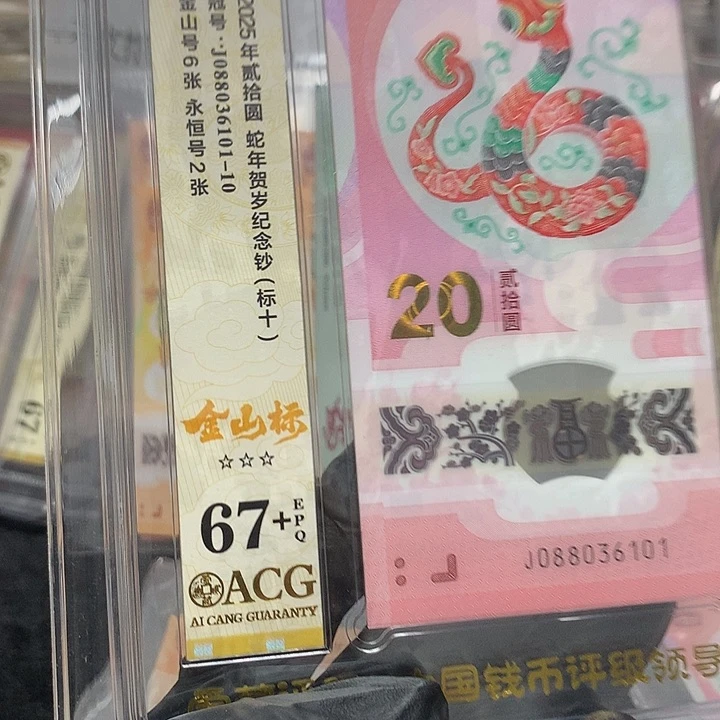 2025年贰拾圆 蛇年贺岁纪念钞(标十)
冠号:J088036101-10
金山号6张 永恒号2张
金山标
☆☆☆
67+
EPQ
ACG
AI CANG GUARANTY
20
贰拾圆
J088036101
国钱币评级领导
67